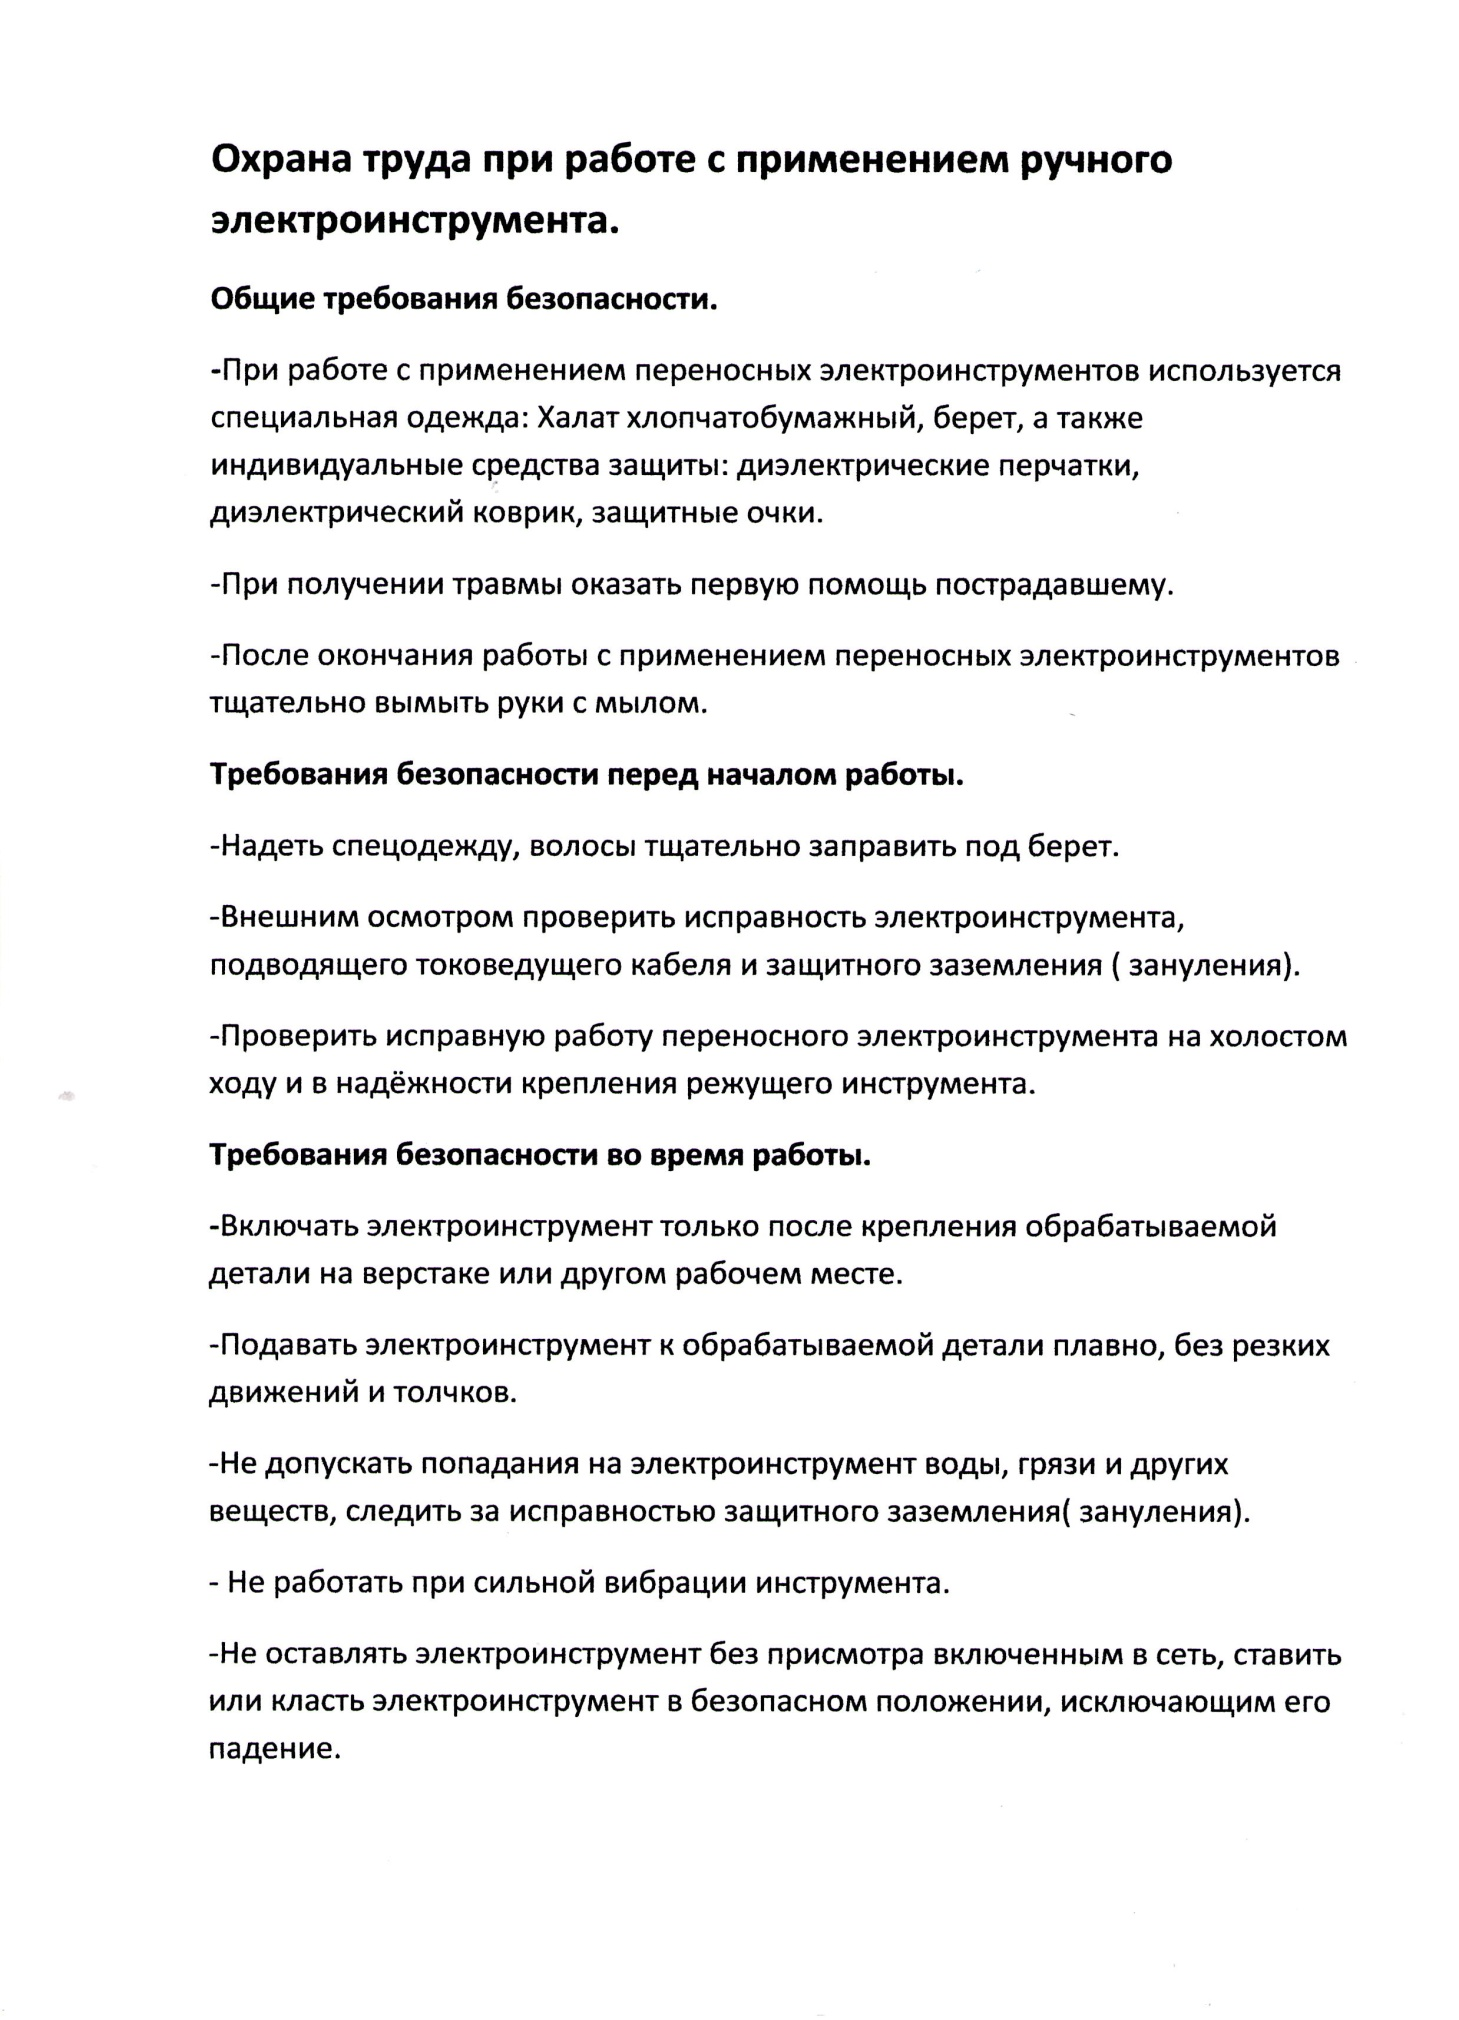 Охрана труда при работе с применением ручного
электроинструмента.
Общие требования безопасности.
-При работе с применением переносных электроинструментов используется
специальная одежда: Халат хлопчатобумажный, берет, а также
индивидуальные средства защиты: диэлектрические перчатки,
диэлектрический коврик, защитные очки.
-При получении травмы оказать первую помощь пострадавшему.
-После окончания работы с применением переносных электроинструментов
тщательно вымыть руки с мылом.
Требования безопасности перед началом работы.
-Надеть спецодежду, волосы тщательно заправить под берет.
-Внешним осмотром проверить исправность электроинструмента,
подводящего токоведущего кабеля и защитного заземления ( зануления).
-Проверить исправную работу переносного электроинструмента на холостом
ходу и в надёжности крепления режущего инструмента.
Требования безопасности во время работы.
-Включать электроинструмент только после крепления обрабатываемой
детали на верстаке или другом рабочем месте.
-Подавать электроинструмент к обрабатываемой детали плавно, без резких
движений и толчков.
-Не допускать попадания на электроинструмент воды, грязи и других
веществ, следить за исправностью защитного заземления( зануления).
- Не работать при сильной вибрации инструмента.
-Не оставлять электроинструмент без присмотра включенным в сеть, ставить
или класть электроинструмент в безопасном положении, исключающим его
падение.